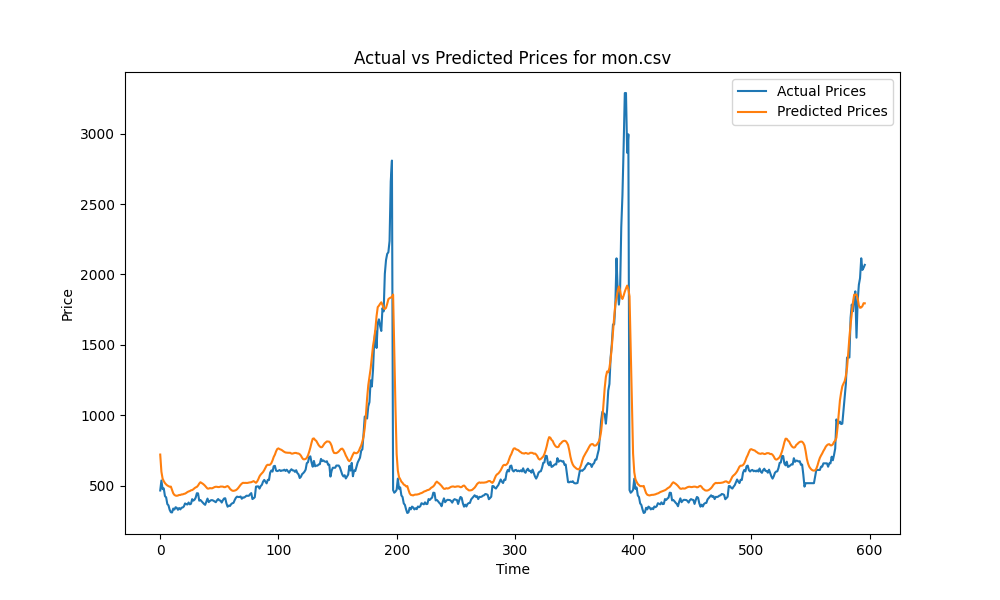 Actual vs Predicted Prices for mon.csv
Actual Prices
Predicted Prices
3000
2500
2000
1500
1000
500
Price
0 100 200 300 400 500 600
Time